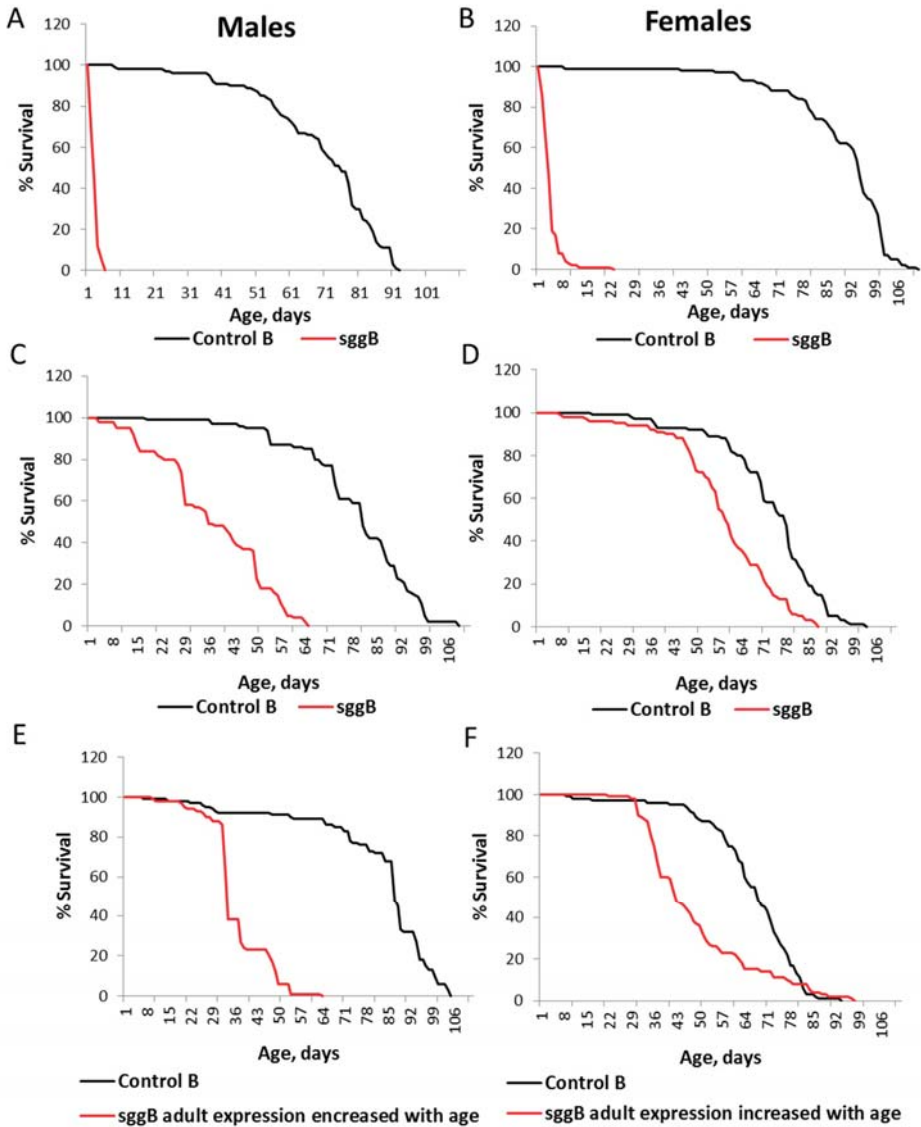 A Males
B Females
120
100
80
60
40
20
0
% Survival
1 11 21 31 41 51 61 71 81 91 101
Age, days
Control B sggB
120
100
80
60
40
20
0
% Survival
1 8 15 22 29 36 43 50 57 64 71 78 85 92 99 106
Age, days
Control B sggB
C
120
100
80
60
40
20
0
% Survival
1 8 15 22 29 36 43 50 57 64 71 78 85 92 99 106
Age, days
Control B sggB
D
120
100
80
60
40
20
0
% Survival
1 8 15 22 29 36 43 50 57 64 71 78 85 92 99 106
Age, days
Control B sggB
E
120
100
80
60
40
20
0
% Survival
1 8 15 22 29 36 43 50 57 64 71 78 85 92 99 106
Age, days
Control B
sggB adult expression encreased with age
F
120
100
80
60
40
20
0
% Survival
1 8 15 22 29 36 43 50 57 64 71 78 85 92 99 106
Age, days
Control B
sggB adult expression increased with age